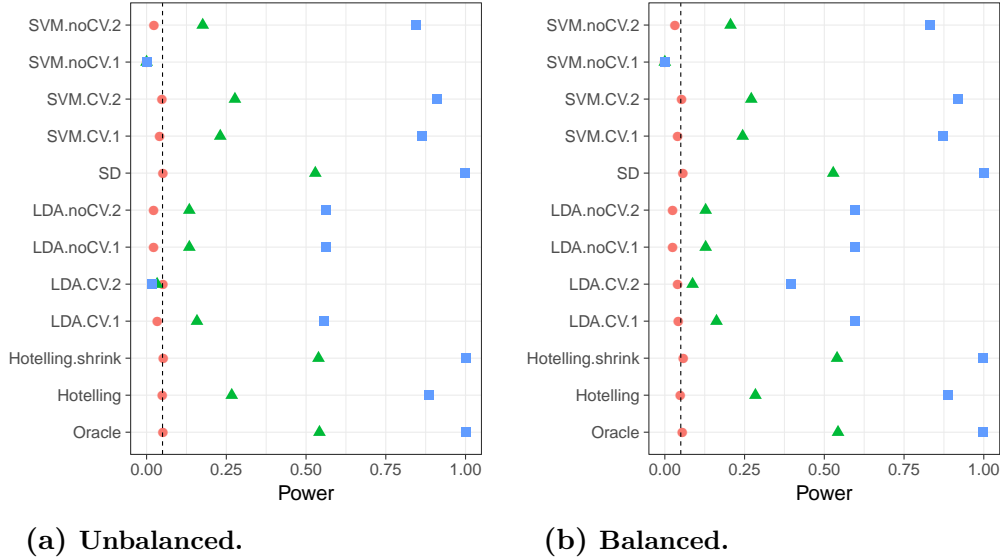 SVM.noCV.2
SVM.noCV.1
SVM.CV.2
SVM.CV.1
SD
LDA.noCV.2
LDA.noCV.1
LDA.CV.2
LDA.CV.1
Hotelling.shrink
Hotelling
Oracle
0.00 0.25 0.50 0.75 1.00
Power
(a) Unbalanced.
SVM.noCV.2
SVM.noCV.1
SVM.CV.2
SVM.CV.1
SD
LDA.noCV.2
LDA.noCV.1
LDA.CV.2
LDA.CV.1
Hotelling.shrink
Hotelling
Oracle
0.00 0.25 0.50 0.75 1.00
Power
(b) Balanced.